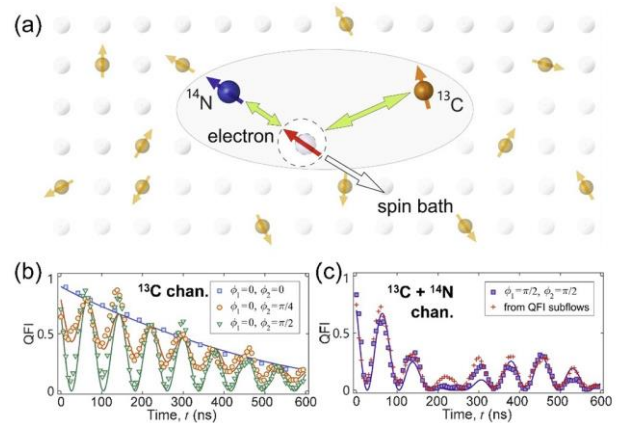 (a)
14N
13C
electron
spin bath
(b)
13C chan.
ϕ1=0, ϕ2=0
ϕ1=0, ϕ2=π/4
ϕ1=0, ϕ2=π/2
QFI
1
0.5
0
0 100 200 300 400 500 600
Time, t (ns)
(c)
13C + 14N
chan.
ϕ1=π/2, ϕ2=π/2
from QFI subflows
QFI
1
0.5
0
0 100 200 300 400 500 600
Time, t (ns)